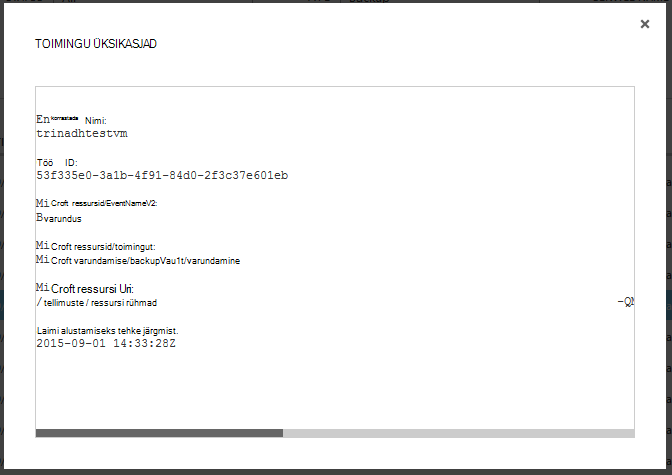 TOIMINGU ÜKSIKASJAD
En korrastada Nimi:
trinadhtestvm
Töö ID:
53f335e0-3a1b-4f91-84d0-2f3c37e601eb
Mi Croft ressursid/EventNameV2:
B varundus
Mi Croft ressursid/toimingut:
Mi Croft varundamise/backupVau1t/varundamine
Mi Croft ressursi Uri:
/ tellimuste / ressursi rühmad
Laimi alustamiseks tehke järgmist.
2015-09-01 14:33:28Z